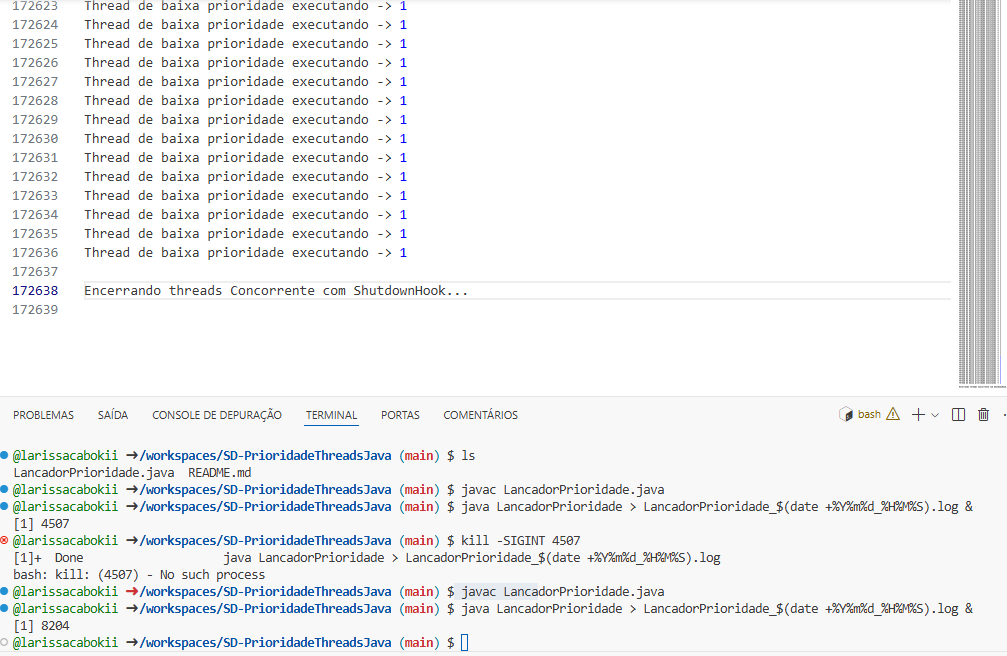 172623 Thread de baixa prioridade executando -> 1
172624 Thread de baixa prioridade executando -> 1
172625 Thread de baixa prioridade executando -> 1
172626 Thread de baixa prioridade executando -> 1
172627 Thread de baixa prioridade executando -> 1
172628 Thread de baixa prioridade executando -> 1
172629 Thread de baixa prioridade executando -> 1
172630 Thread de baixa prioridade executando -> 1
172631 Thread de baixa prioridade executando -> 1
172632 Thread de baixa prioridade executando -> 1
172633 Thread de baixa prioridade executando -> 1
172634 Thread de baixa prioridade executando -> 1
172635 Thread de baixa prioridade executando -> 1
172636 Thread de baixa prioridade executando -> 1
172637
172638 Encerrando threads Concorrente com ShutdownHook...
172639
PROBLEMAS SAÍDA CONSOLE DE DEPURAÇÃO TERMINAL PORTAS COMENTÁRIOS bash
@larissacabokii →/workspaces/SD-PrioridadeThreadsJava (main) $ ls
LancadorPrioridade.java README.md
@larissacabokii →/workspaces/SD-PrioridadeThreadsJava (main) $ javac LancadorPrioridade.java
@larissacabokii →/workspaces/SD-PrioridadeThreadsJava (main) $ java LancadorPrioridade > LancadorPrioridade_$(date +%Y%m%d_%H%M%S).log &
[1] 4507
@larissacabokii →/workspaces/SD-PrioridadeThreadsJava (main) $ kill -SIGINT 4507
[1]+ Done java LancadorPrioridade > LancadorPrioridade_$(date +%Y%m%d_%H%M%S).log
bash: kill: (4507) - No such process
@larissacabokii →/workspaces/SD-PrioridadeThreadsJava (main) $ javac LancadorPrioridade.java
@larissacabokii →/workspaces/SD-PrioridadeThreadsJava (main) $ java LancadorPrioridade > LancadorPrioridade_$(date +%Y%m%d_%H%M%S).log &
[1] 8204
@larissacabokii →/workspaces/SD-PrioridadeThreadsJava (main) $